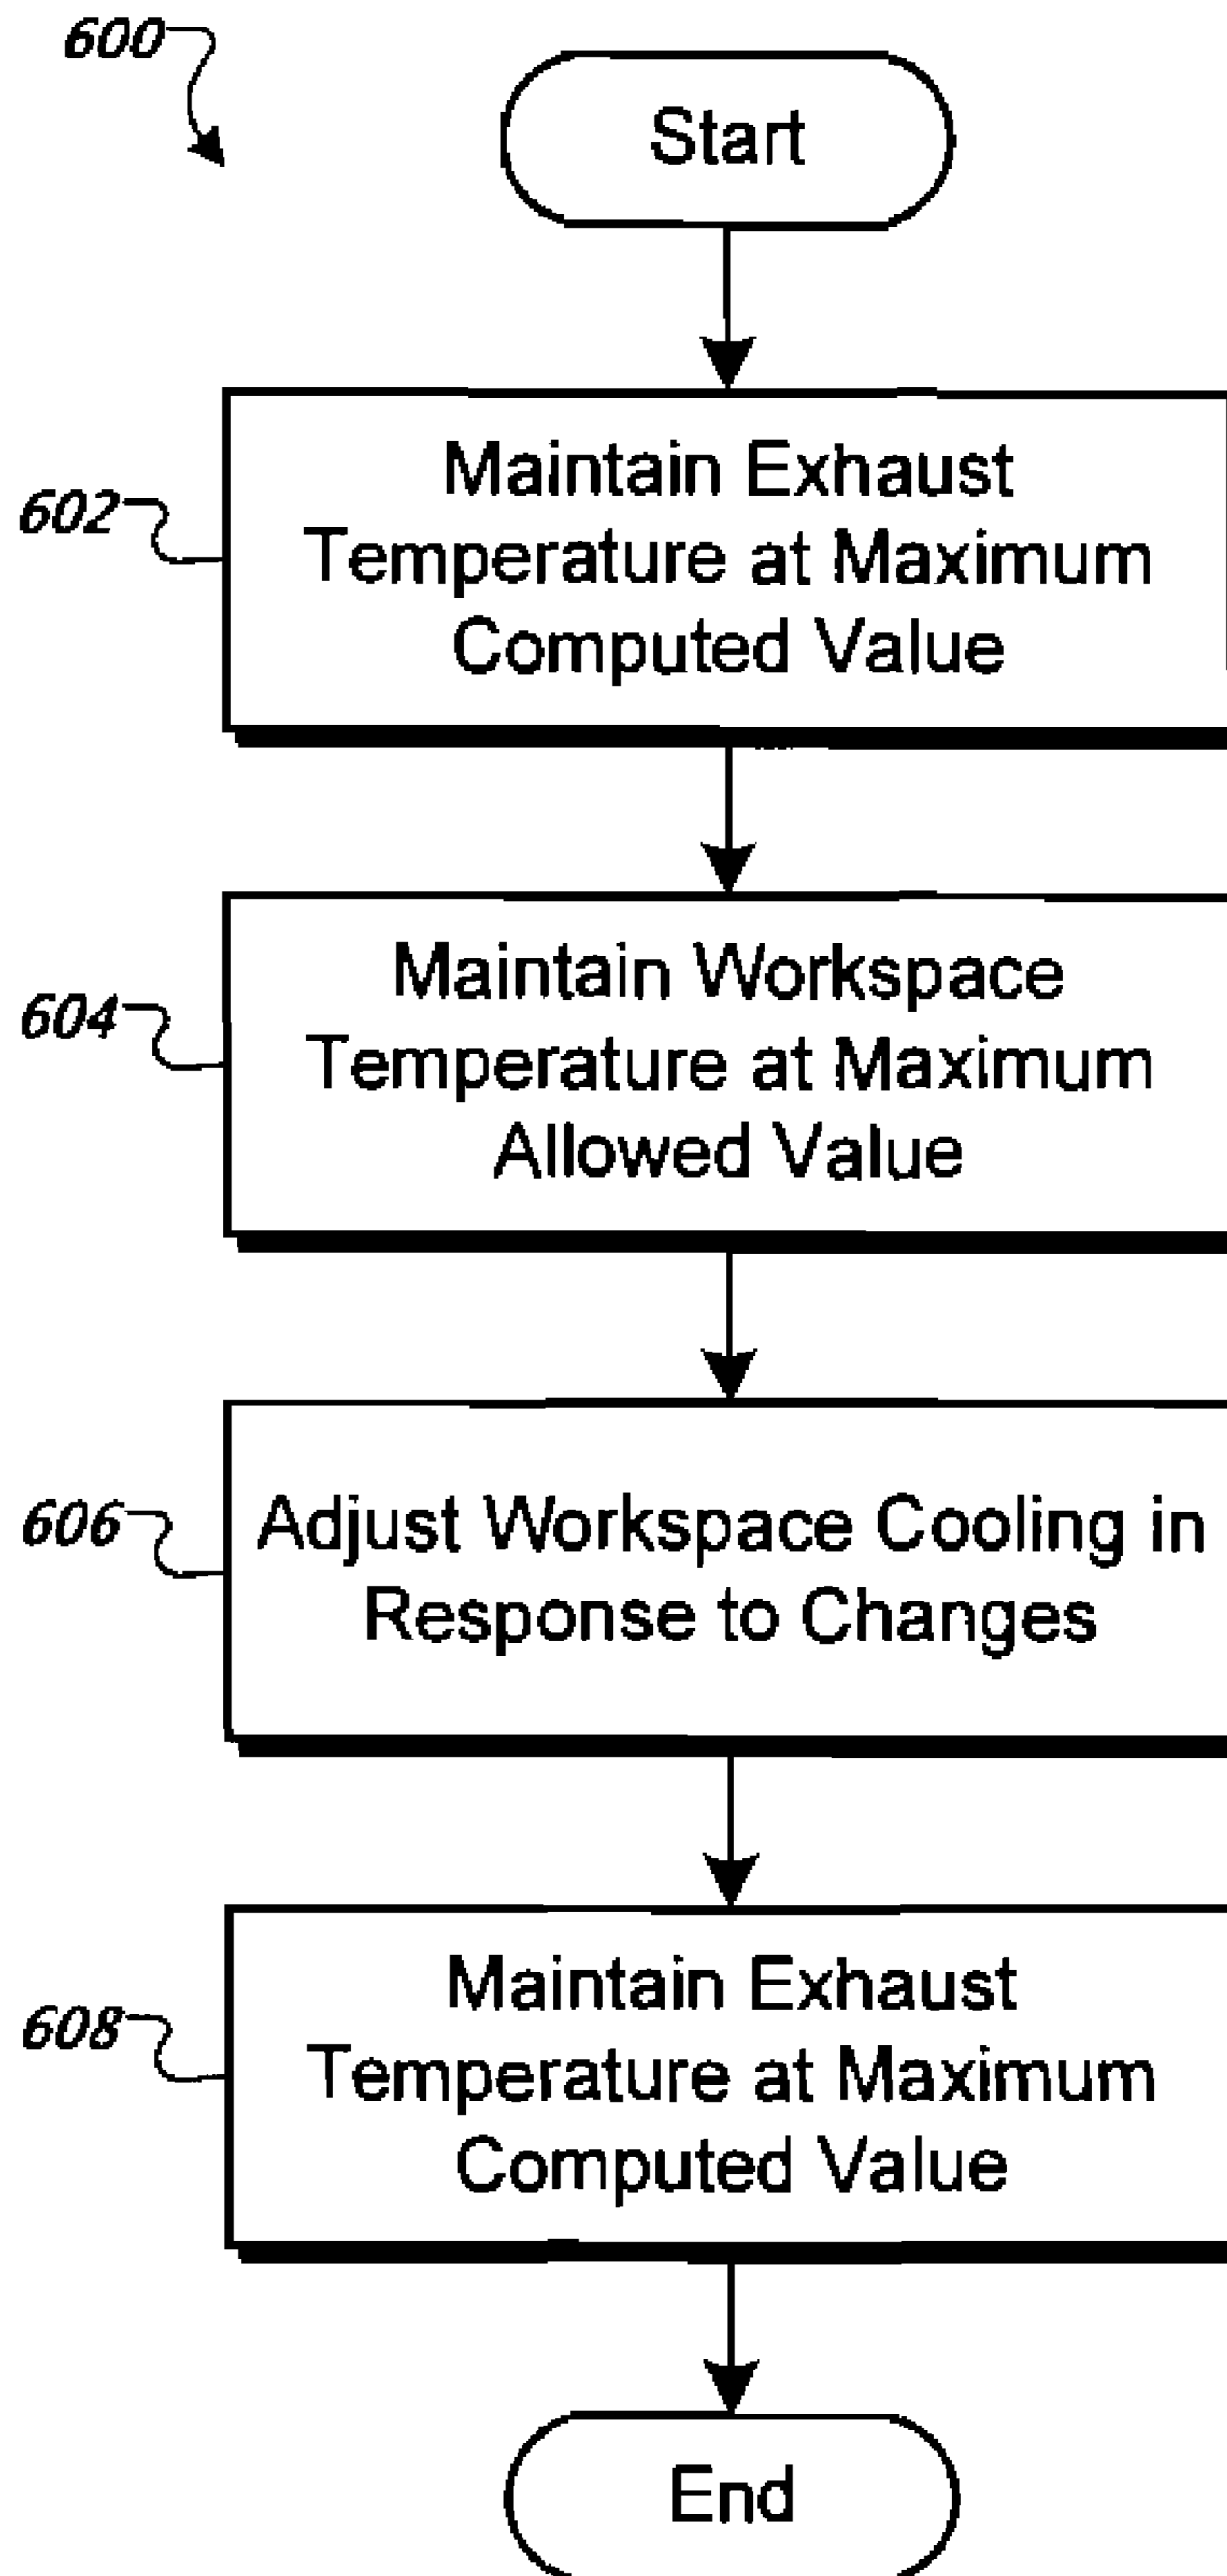 600
Start
602
Maintain Exhaust
Temperature at Maximum
Computed Value
604
Maintain Workspace
Temperature at Maximum
Allowed Value
606
Adjust Workspace Cooling in
Response to Changes
608
Maintain Exhaust
Temperature at Maximum
Computed Value
End